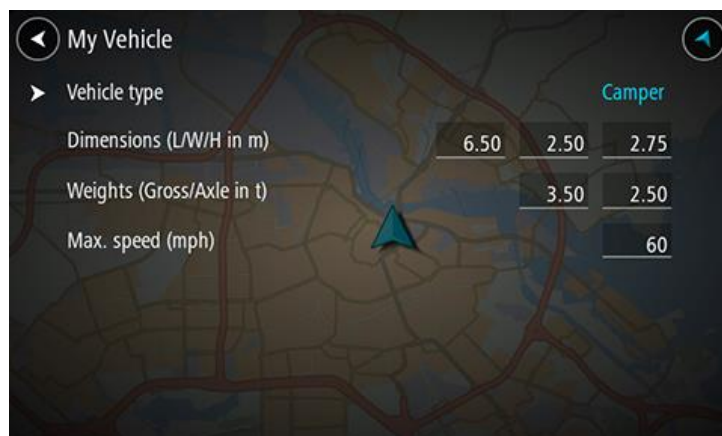 My Vehicle
Vehicle type Camper
Dimensions (L/W/H in m) 6.50 2.50 2.75
Weights (Gross/Axle in t) 3.50 2.50
Max. speed (mph) 60